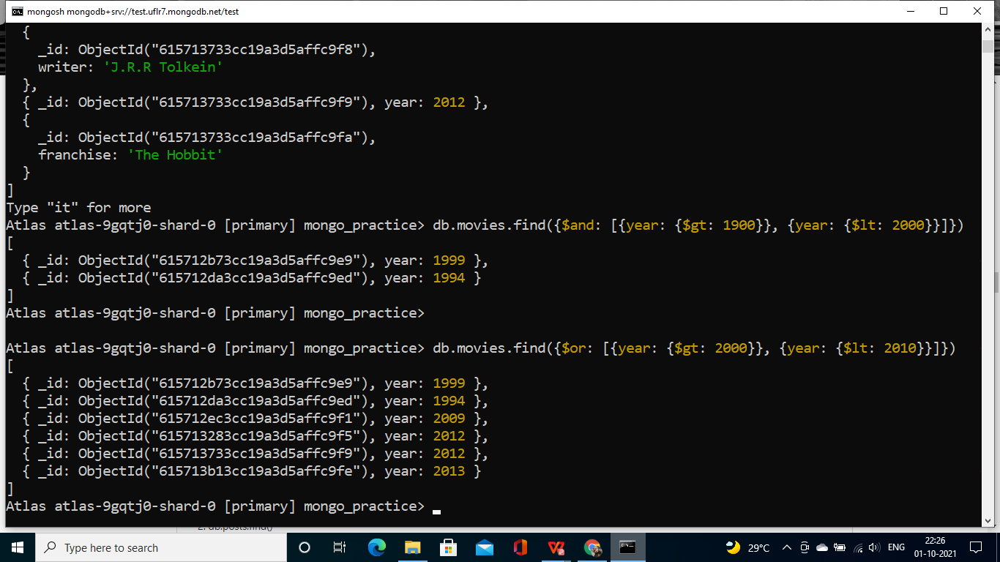 mongosh mongodb+srv://test.uflr7.mongodb.net/test
{
_id: ObjectId("615713733cc19a3d5affc9f8"),
writer: 'J.R.R Tolkein'
},
{ _id: ObjectId("615713733cc19a3d5affc9f9"), year: 2012 },
{
_id: ObjectId("615713733cc19a3d5affc9fa"),
franchise: 'The Hobbit'
}
]
Type "it" for more
Atlas atlas-9gqtj0-shard-0 [primary] mongo_practice> db.movies.find({$and: [{year: {$gt: 1900}}, {year: {$lt: 2000}}]})
[
{ _id: ObjectId("615712b73cc19a3d5affc9e9"), year: 1999 },
{ _id: ObjectId("615712da3cc19a3d5affc9ed"), year: 1994 }
]
Atlas atlas-9gqtj0-shard-0 [primary] mongo_practice>
Atlas atlas-9gqtj0-shard-0 [primary] mongo_practice> db.movies.find({$or: [{year: {$gt: 2000}}, {year: {$lt: 2010}}]})
[
{ _id: ObjectId("615712b73cc19a3d5affc9e9"), year: 1999 },
{ _id: ObjectId("615712da3cc19a3d5affc9ed"), year: 1994 },
{ _id: ObjectId("615712ec3cc19a3d5affc9f1"), year: 2009 },
{ _id: ObjectId("615713283cc19a3d5affc9f5"), year: 2012 },
{ _id: ObjectId("615713733cc19a3d5affc9f9"), year: 2012 },
{ _id: ObjectId("615713b13cc19a3d5affc9fe"), year: 2013 }
]
Atlas atlas-9gqtj0-shard-0 [primary] mongo_practice>
2. db.posts.find()
Type here to search
29°C
ENG
22:26
01-10-2021